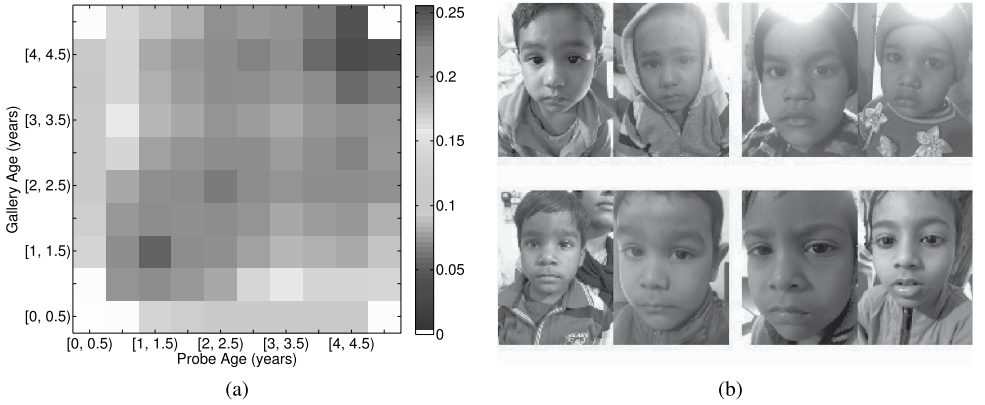 [4, 4.5)
[3, 3.5)
[2, 2.5)
[1, 1.5)
[0, 0.5)
Gallery Age (years)
[0, 0.5) [1, 1.5) [2, 2.5) [3, 3.5) [4, 4.5)
Probe Age (years)
0.25
0.2
0.15
0.1
0.05
0
(a)
(b)